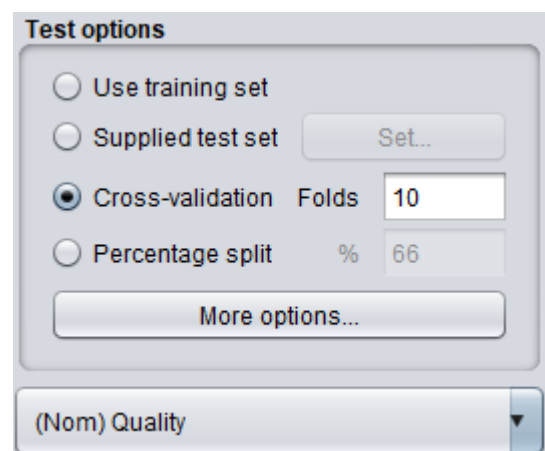 Test options
Use training set
Supplied test set Set...
Cross-validation Folds 10
Percentage split % 66
More options...
(Nom) Quality